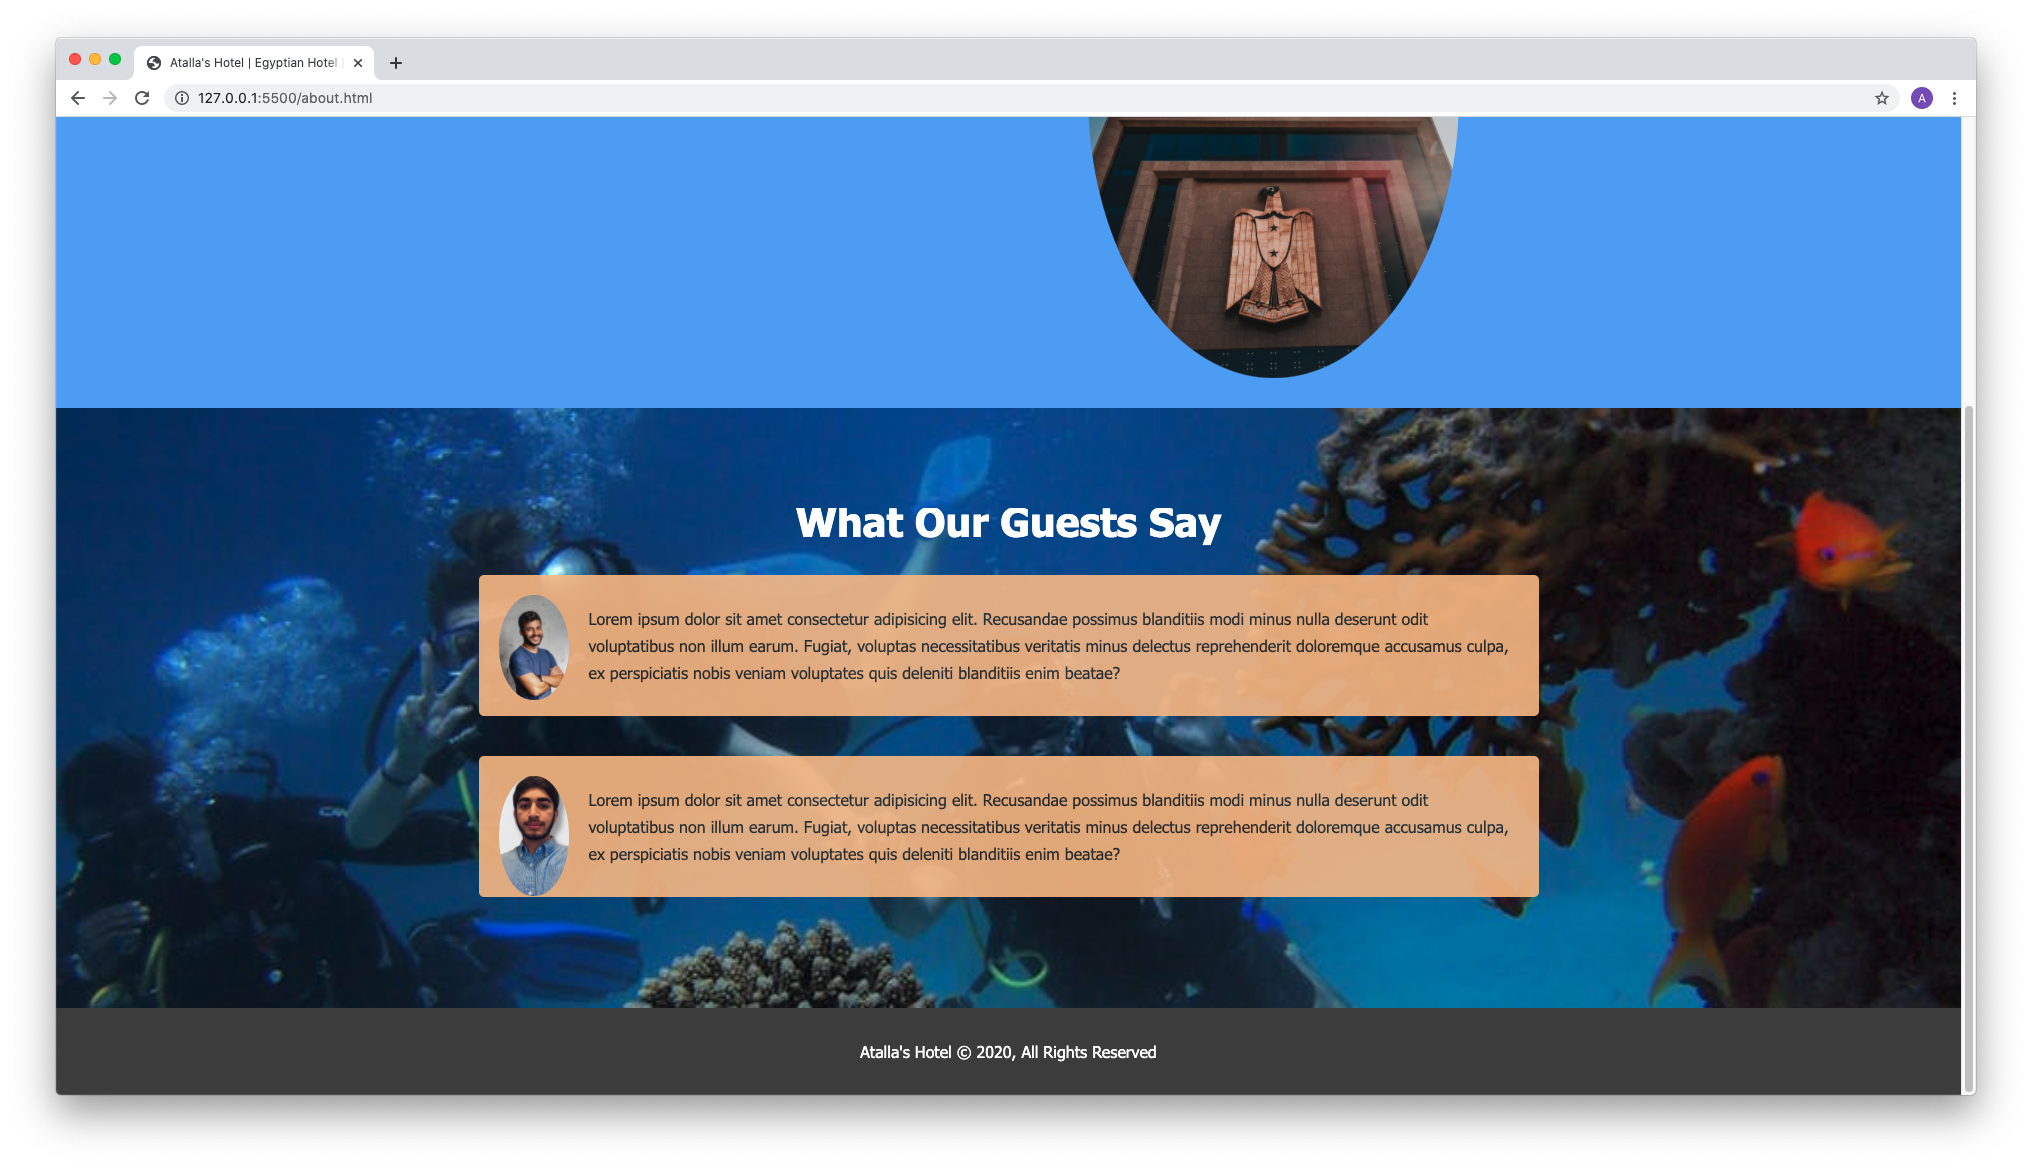 Atalla's Hotel | Egyptian Hotel
127.0.0.1:5500/about.html
A
What Our Guests Say
Lorem ipsum dolor sit amet consectetur adipisicing elit. Recusandae possimus blanditiis modi minus nulla deserunt odit
voluptatibus non illum earum. Fugiat, voluptas necessitatibus veritatis minus delectus reprehenderit doloremque accusamus culpa,
ex perspiciatis nobis veniam voluptates quis deleniti blanditiis enim beatae?
Lorem ipsum dolor sit amet consectetur adipisicing elit. Recusandae possimus blanditiis modi minus nulla deserunt odit
voluptatibus non illum earum. Fugiat, voluptas necessitatibus veritatis minus delectus reprehenderit doloremque accusamus culpa,
ex perspiciatis nobis veniam voluptates quis deleniti blanditiis enim beatae?
Atalla's Hotel © 2020, All Rights Reserved